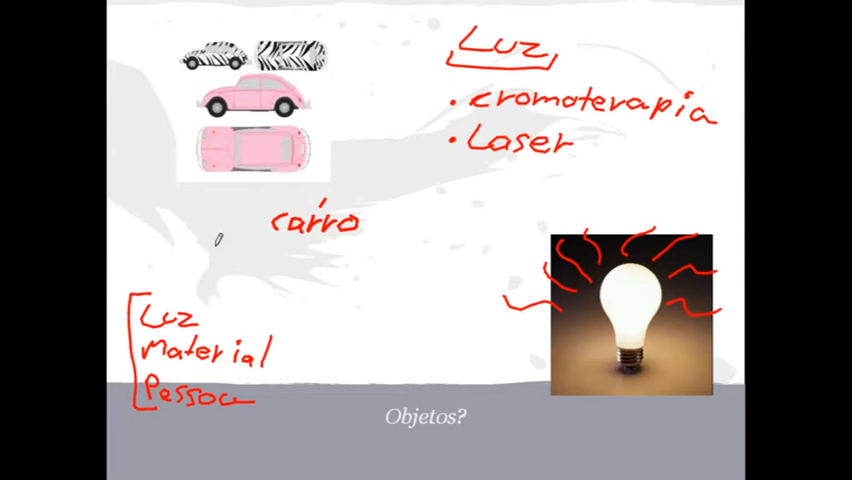 Luz
• cromoterapia
• Laser
carro
Luz
Material
Pessoa
Objetos?